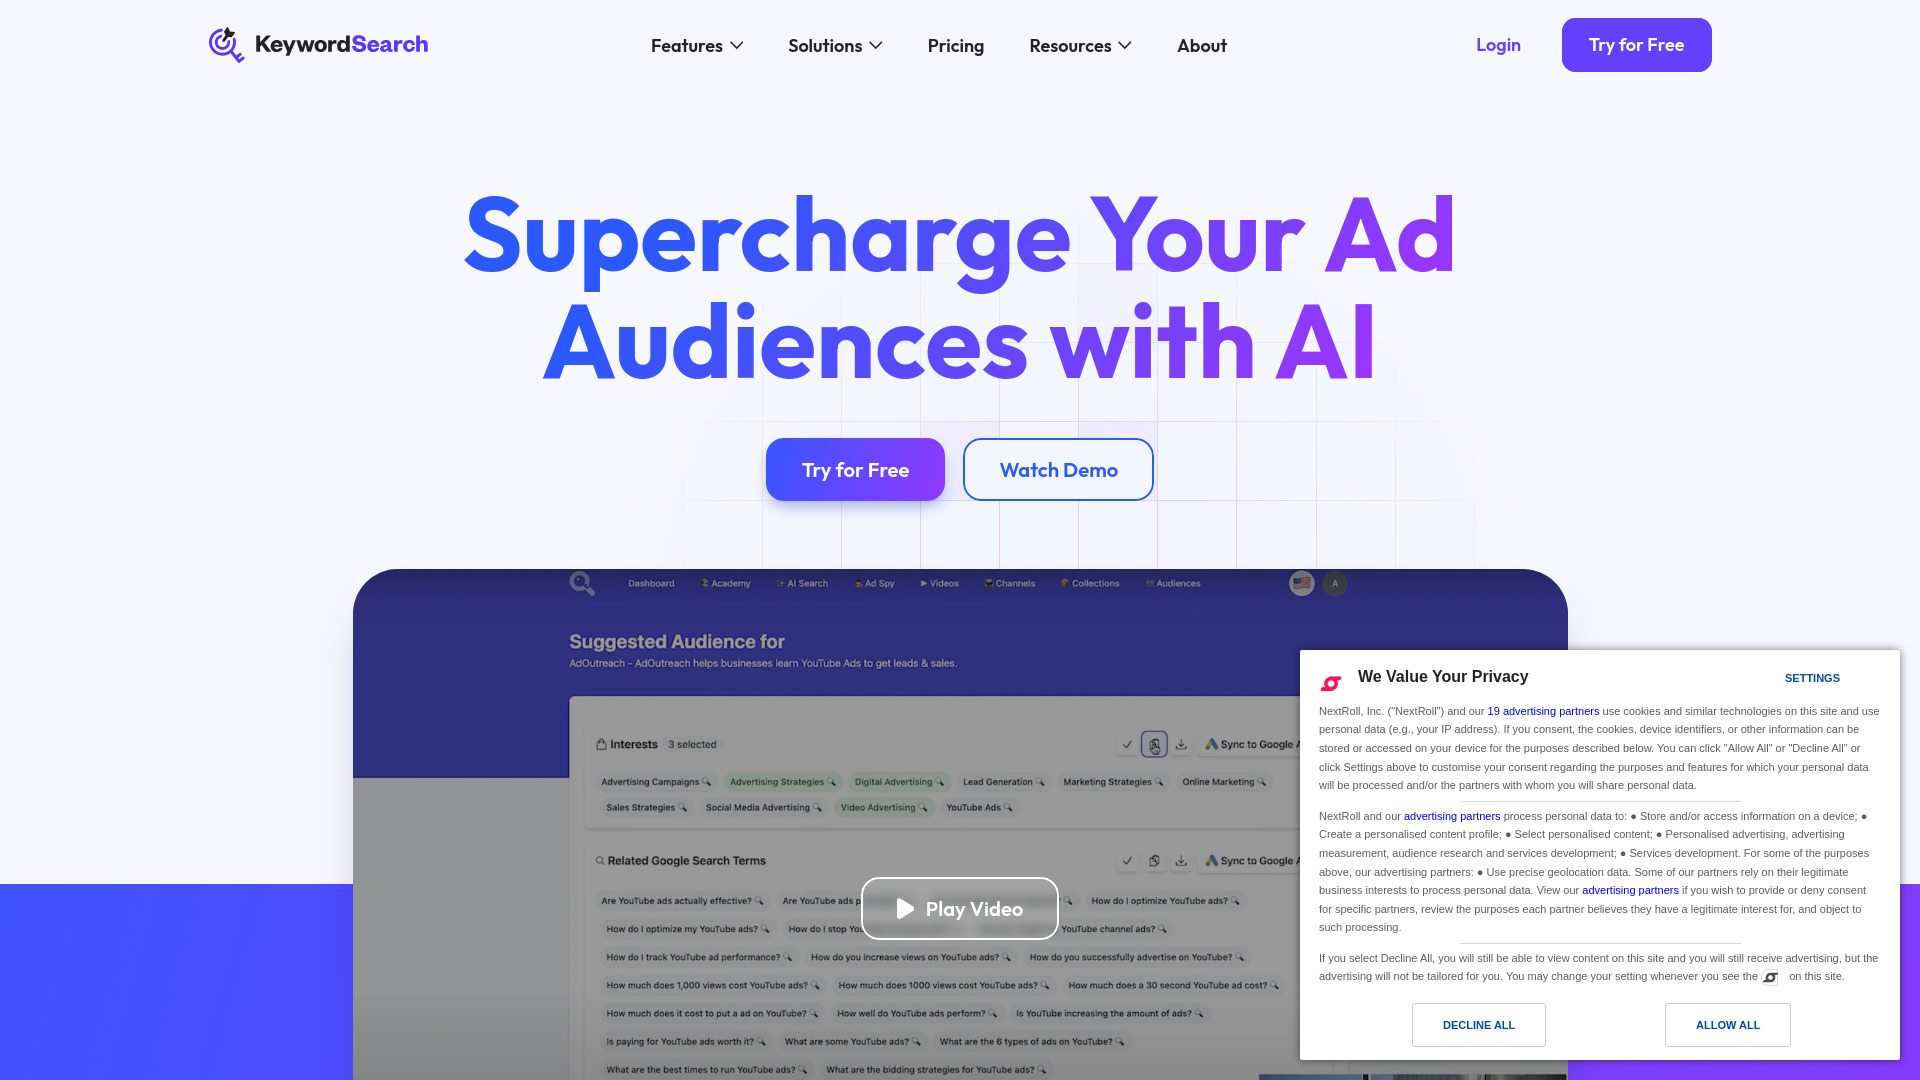 KeywordSearch
Features
Solutions
Pricing
Resources
About
Login
Try for Free
Supercharge Your Ad
Audiences with AI
Try for Free
Watch Demo
Dashboard
Academy
AI Search
Ad Spy
Videos
Channels
Collections
Audiences
A
Suggested Audience for
AdOutreach - AdOutreach helps businesses learn YouTube Ads to get leads & sales.
Interests 3 selected
Sync to Google A
Advertising Campaigns
Advertising Strategies
Digital Advertising
Lead Generation
Marketing Strategies
Online Marketing
Sales Strategies
Social Media Advertising
Video Advertising
YouTube Ads
Related Google Search Terms
Sync to Google A
Are YouTube ads actually effective?
Are YouTube ads
How do I optimize YouTube ads?
How do I optimize my YouTube ads?
How do I stop You
YouTube channel ads?
How do I track YouTube ad performance?
How do you increase views on YouTube ads?
How do you successfully advertise on YouTube?
How much does 1,000 views cost YouTube ads?
How much does 1000 views cost YouTube ads?
How much does a 30 second YouTube ad cost?
How much does it cost to put a ad on YouTube?
How well do YouTube ads perform?
Is YouTube increasing the amount of ads?
Is paying for YouTube ads worth it?
What are some YouTube ads?
What are the 6 types of ads on YouTube?
What are the best times to run YouTube ads?
What are the bidding strategies for YouTube ads?
Play Video
We Value Your Privacy
SETTINGS
NextRoll, Inc. ("NextRoll") and our 19 advertising partners use cookies and similar technologies on this site and use
personal data (e.g., your IP address). If you consent, the cookies, device identifiers, or other information can be
stored or accessed on your device for the purposes described below. You can click "Allow All" or "Decline All" or
click Settings above to customise your consent regarding the purposes and features for which your personal data
will be processed and/or the partners with whom you will share personal data.
NextRoll and our advertising partners process personal data to: ● Store and/or access information on a device; ●
Create a personalised content profile; ● Select personalised content; ● Personalised advertising, advertising
measurement, audience research and services development; ● Services development. For some of the purposes
above, our advertising partners: ● Use precise geolocation data. Some of our partners rely on their legitimate
business interests to process personal data. View our advertising partners if you wish to provide or deny consent
for specific partners, review the purposes each partner believes they have a legitimate interest for, and object to
such processing.
If you select Decline All, you will still be able to view content on this site and you will still receive advertising, but the
advertising will not be tailored for you. You may change your setting whenever you see the on this site.
DECLINE ALL
ALLOW ALL